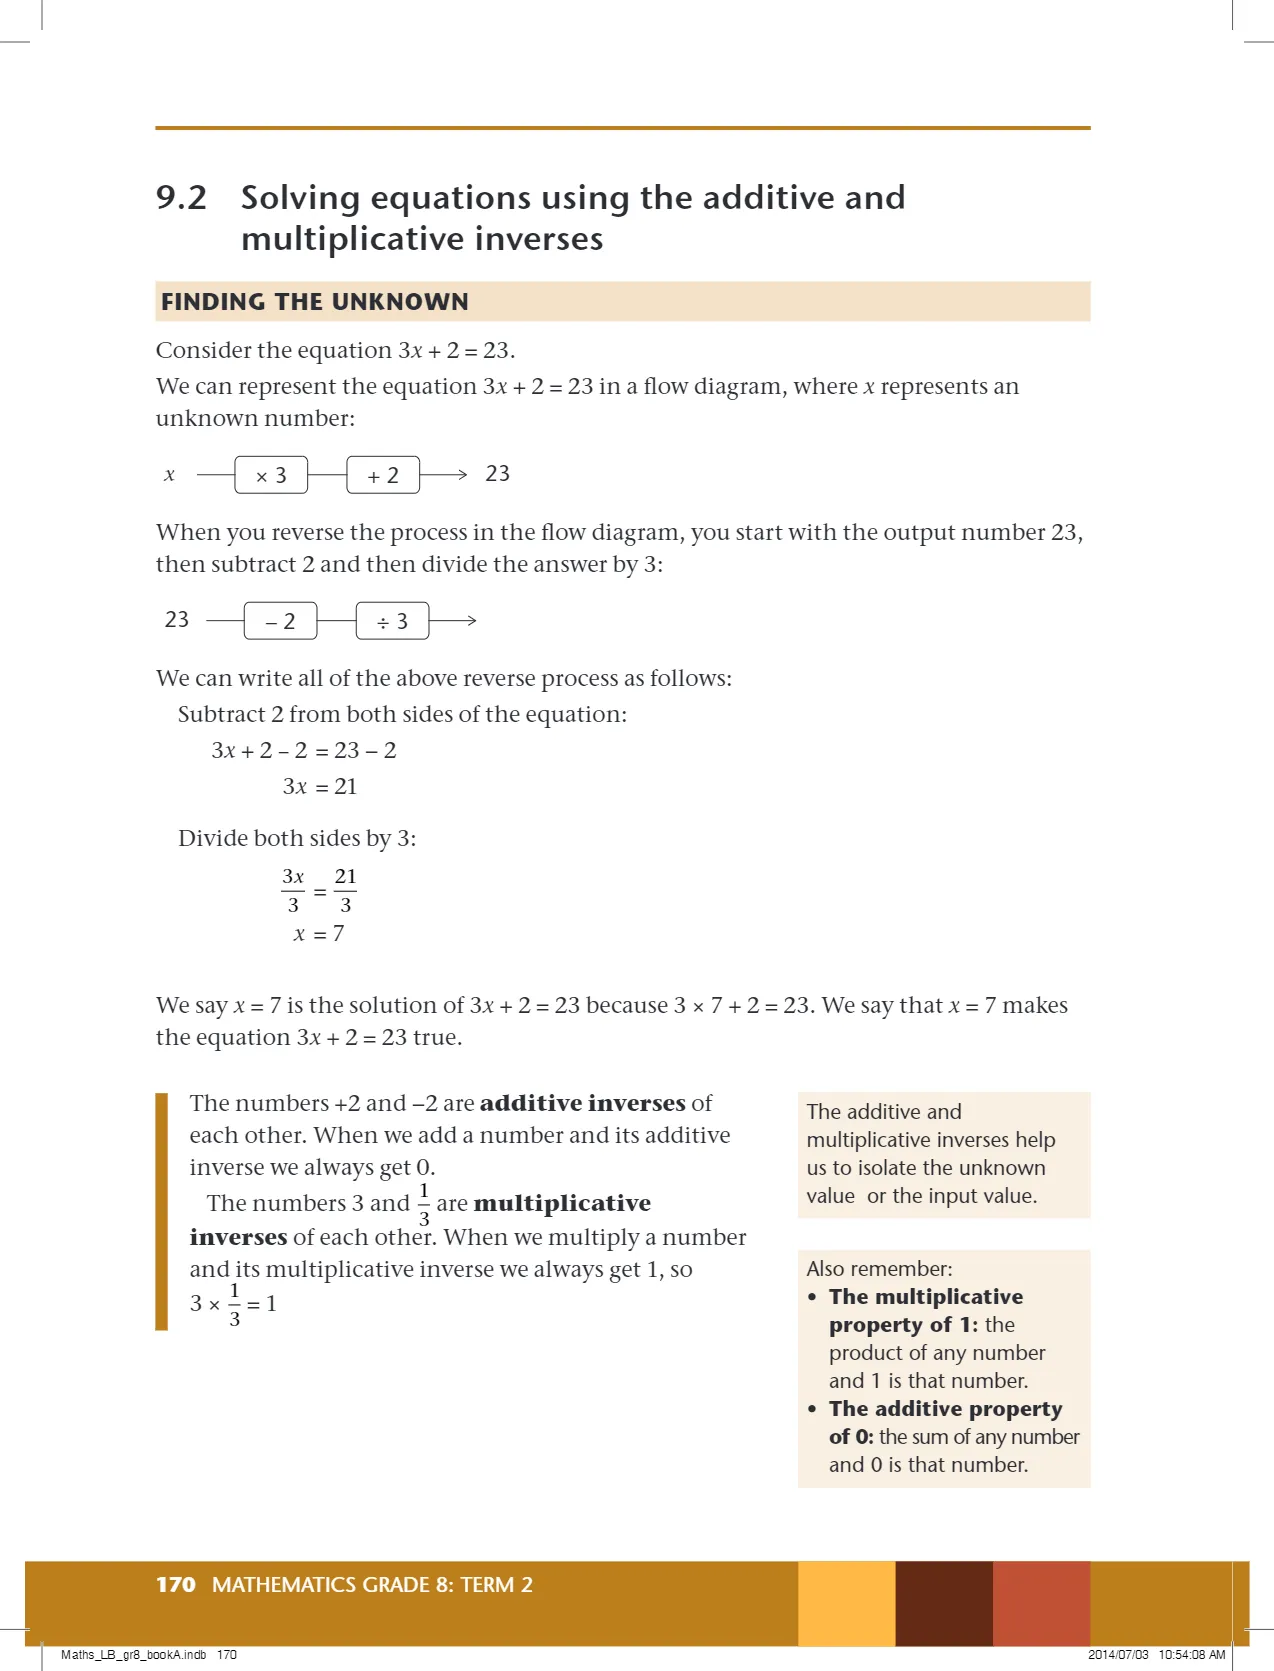 9.2 Solving equations using the additive and
multiplicative inverses
FINDING THE UNKNOWN
Consider the equation 3x + 2 = 23.
We can represent the equation 3x + 2 = 23 in a flow diagram, where x represents an
unknown number:
x × 3 + 2 23
When you reverse the process in the flow diagram, you start with the output number 23,
then subtract 2 and then divide the answer by 3:
23 – 2 ÷ 3
We can write all of the above reverse process as follows:
Subtract 2 from both sides of the equation:
3x + 2 – 2 = 23 – 2
3x = 21
Divide both sides by 3:
3x/3 = 21/3
x = 7
We say x = 7 is the solution of 3x + 2 = 23 because 3 × 7 + 2 = 23. We say that x = 7 makes
the equation 3x + 2 = 23 true.
The numbers +2 and –2 are additive inverses of
each other. When we add a number and its additive
inverse we always get 0.
The numbers 3 and 1/3 are multiplicative
inverses of each other. When we multiply a number
and its multiplicative inverse we always get 1, so
3 × 1/3 = 1
The additive and
multiplicative inverses help
us to isolate the unknown
value or the input value.
Also remember:
• The multiplicative
property of 1: the
product of any number
and 1 is that number.
• The additive property
of 0: the sum of any number
and 0 is that number.
170 MATHEMATICS GRADE 8: TERM 2
Maths_LB_gr8_bookA.indb 170 2014/07/03 10:54:08 AM